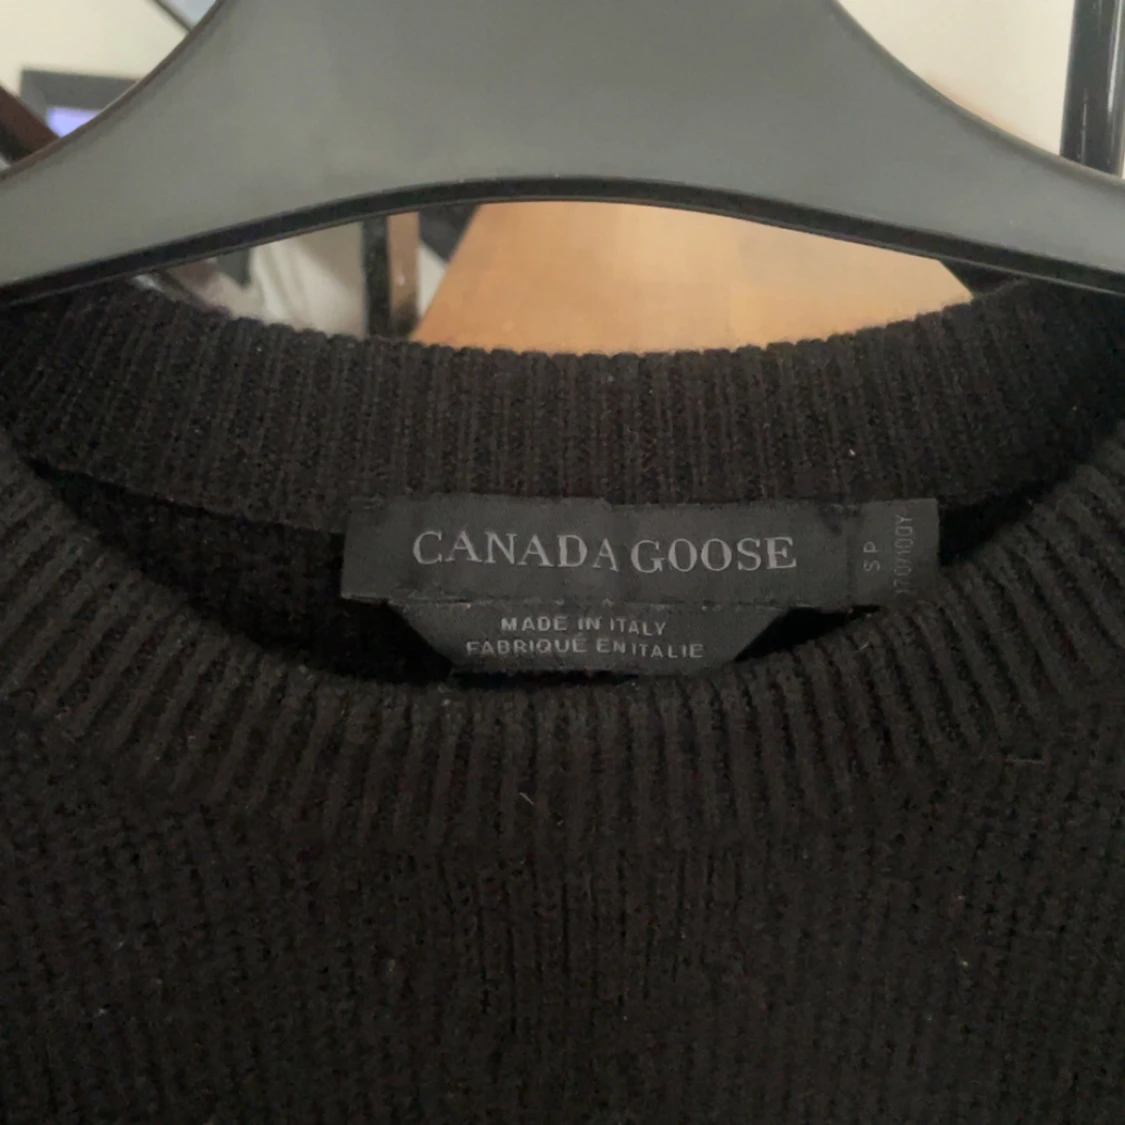 CANADA GOOSE
S P
MADE IN ITALY
FABRIQUÉ EN ITALIE